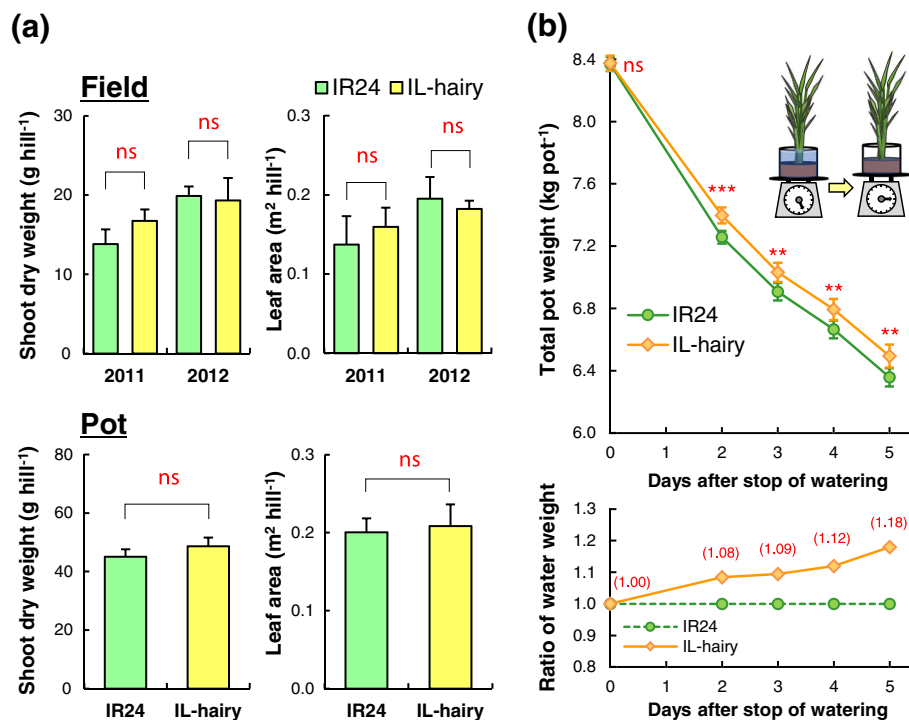 (a)
Field
IR24 IL-hairy
Shoot dry weight (g hill-1)
30
20
10
0
ns
ns
2011 2012
Leaf area (m2 hill-1)
0.3
0.2
0.1
0.0
ns
ns
2011 2012
Pot
Shoot dry weight (g hill-1)
80
60
40
20
0
ns
IR24 IL-hairy
Leaf area (m2 hill-1)
0.3
0.2
0.1
0.0
ns
IR24 IL-hairy
(b)
Total pot weight (kg pot-1)
8.4
8.0
7.6
7.2
6.8
6.4
6.0
ns
***
**
**
**
IR24
IL-hairy
0 1 2 3 4 5
Days after stop of watering
Ratio of water weight
1.3
1.2
1.1
1.0
0.9
0.8
(1.00)
(1.08)
(1.09)
(1.12)
(1.18)
IR24
IL-hairy
0 1 2 3 4 5
Days after stop of watering